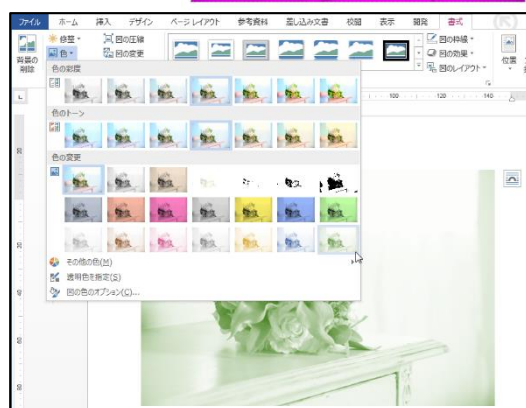 ファイル ホーム 挿入 デザイン ページ レイアウト 参考資料 差し込み文書 校閲 表示 開発 書式
修整 図の圧縮 図の枠線
色 図の変更 図の効果
背景の削除 図のレイアウト 位置
色の彩度
100 120 140
色のトーン
色の変更
その他の色(M)
透明色を指定(S)
図の色のオプション(C)...